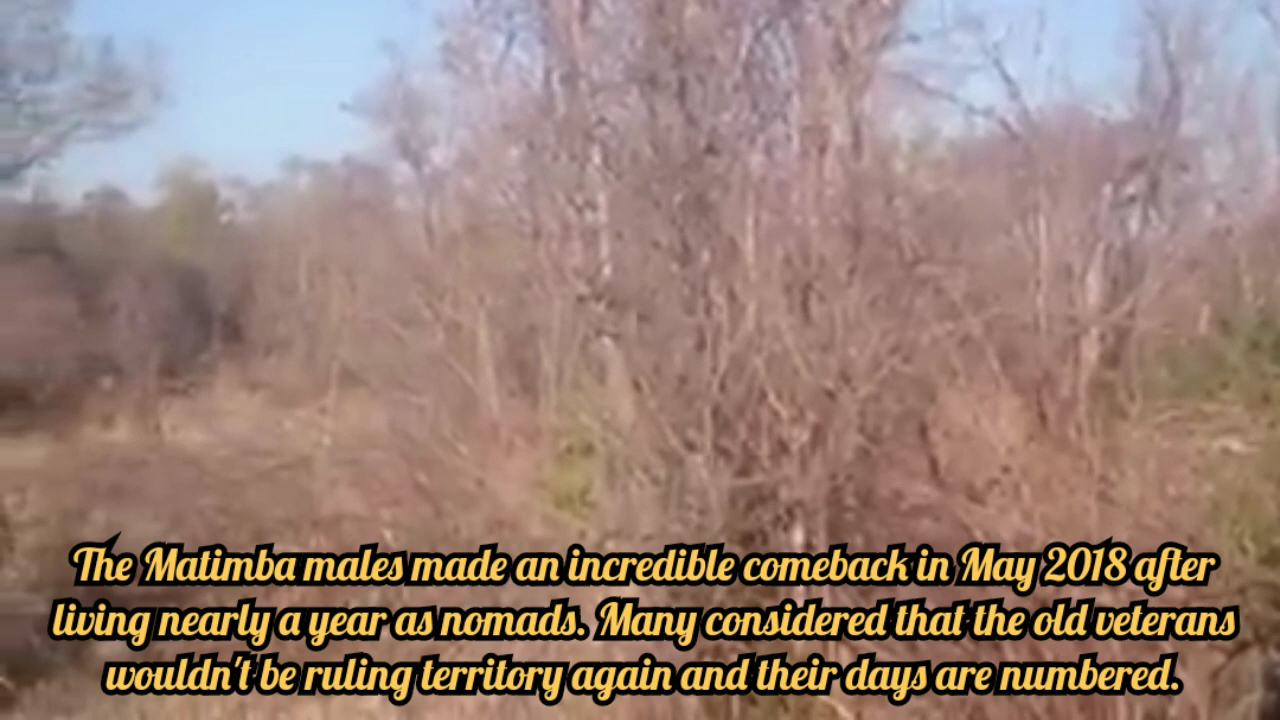 The Matimba males made an incredible comeback in May 2018 after
living nearly a year as nomads. Many considered that the old veterans
wouldn't be ruling territory again and their days are numbered.